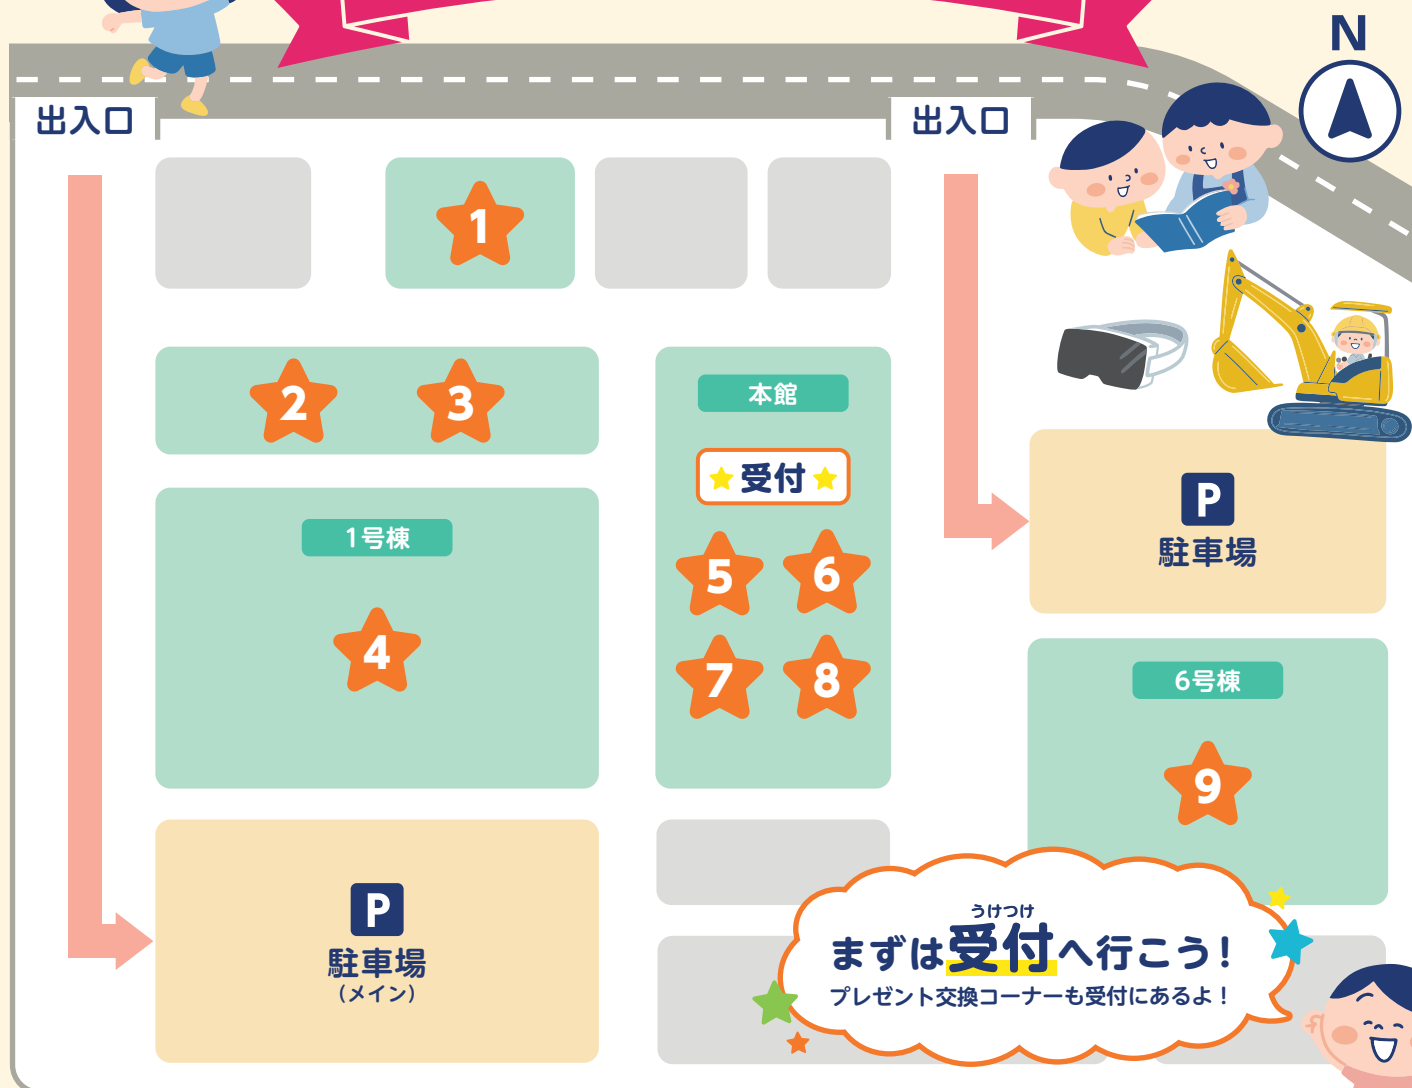 N
出入口
出入口
1
2
3
本館
受付
1号棟
P
駐車場
5
6
4
7
8
6号棟
9
P
駐車場
（メイン）
うけつけ
まずは受付へ行こう！
プレゼント交換コーナーも受付にあるよ！